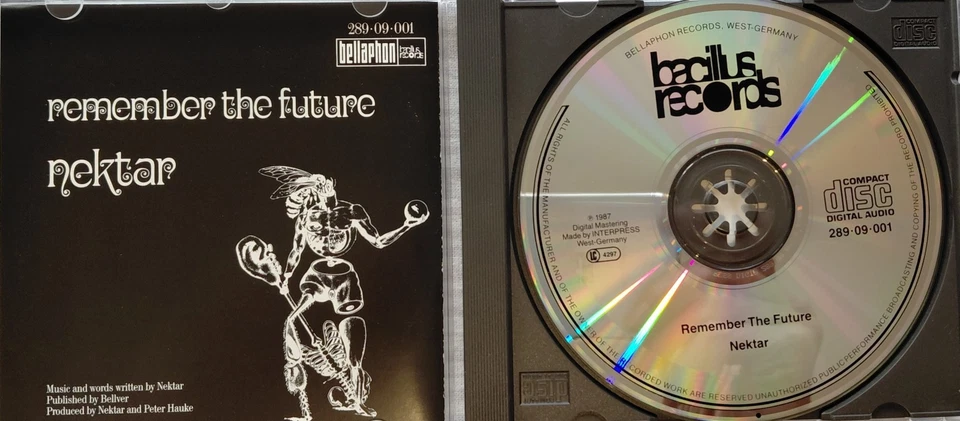 289·09·001
bellaphon bacillus records
remember the future
nektar
Music and words written by Nektar
Published by Bellver
Produced by Nektar and Peter Hauke
BELLAPHON RECORDS, WEST-GERMANY
bacillus
records
ALL RIGHTS OF THE MANUFACTURER AND OF THE OWNER OF THE RECORDED WORK ARE RESERVED UNAUTHORIZED PUBLIC PERFORMANCE BROADCASTING AND COPYING OF THE RECORD PROHIBITED
COMPACT
disc
DIGITAL AUDIO
289·09·001
℗ 1987
Digital Mastering
Made by INTERPRESS
West-Germany
LC 4297
Remember The Future
Nektar
COMPACT
disc
DIGITAL AUDIO
disc